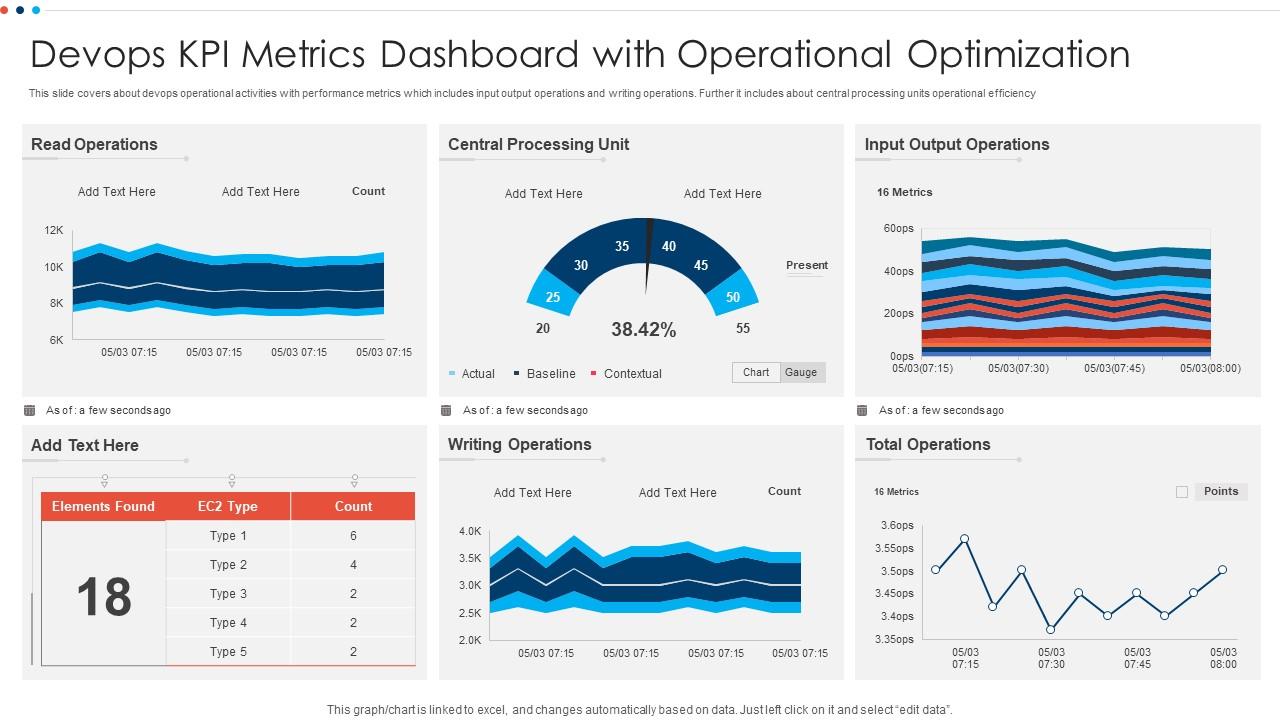 Devops KPI Metrics Dashboard with Operational Optimization
This slide covers about devops operational activities with performance metrics which includes input output operations and writing operations. Further it includes about central processing units operational efficiency
Read Operations
Add Text Here Add Text Here Count
12K
10K
8K
6K
05/03 07:15 05/03 07:15 05/03 07:15 05/03 07:15
As of: a few seconds ago
Central Processing Unit
Add Text Here Add Text Here
35 40
30 45
25 50
20 55
38.42%
Present
Actual Baseline Contextual
Chart Gauge
As of: a few seconds ago
Input Output Operations
16 Metrics
60ops
40ops
20ops
0ops
05/03(07:15) 05/03(07:30) 05/03(07:45) 05/03(08:00)
As of: a few seconds ago
Add Text Here
Elements Found EC2 Type Count
18
Type 1 6
Type 2 4
Type 3 2
Type 4 2
Type 5 2
Writing Operations
Add Text Here Add Text Here Count
4.0K
3.5K
3.0K
2.5K
2.0K
05/03 07:15 05/03 07:15 05/03 07:15 05/03 07:15
Total Operations
16 Metrics Points
3.6ops
3.55ops
3.5ops
3.45ops
3.4ops
3.35ops
05/03 05/03 05/03 05/03
07:15 07:30 07:45 08:00
This graph/chart is linked to excel, and changes automatically based on data. Just left click on it and select “edit data”.